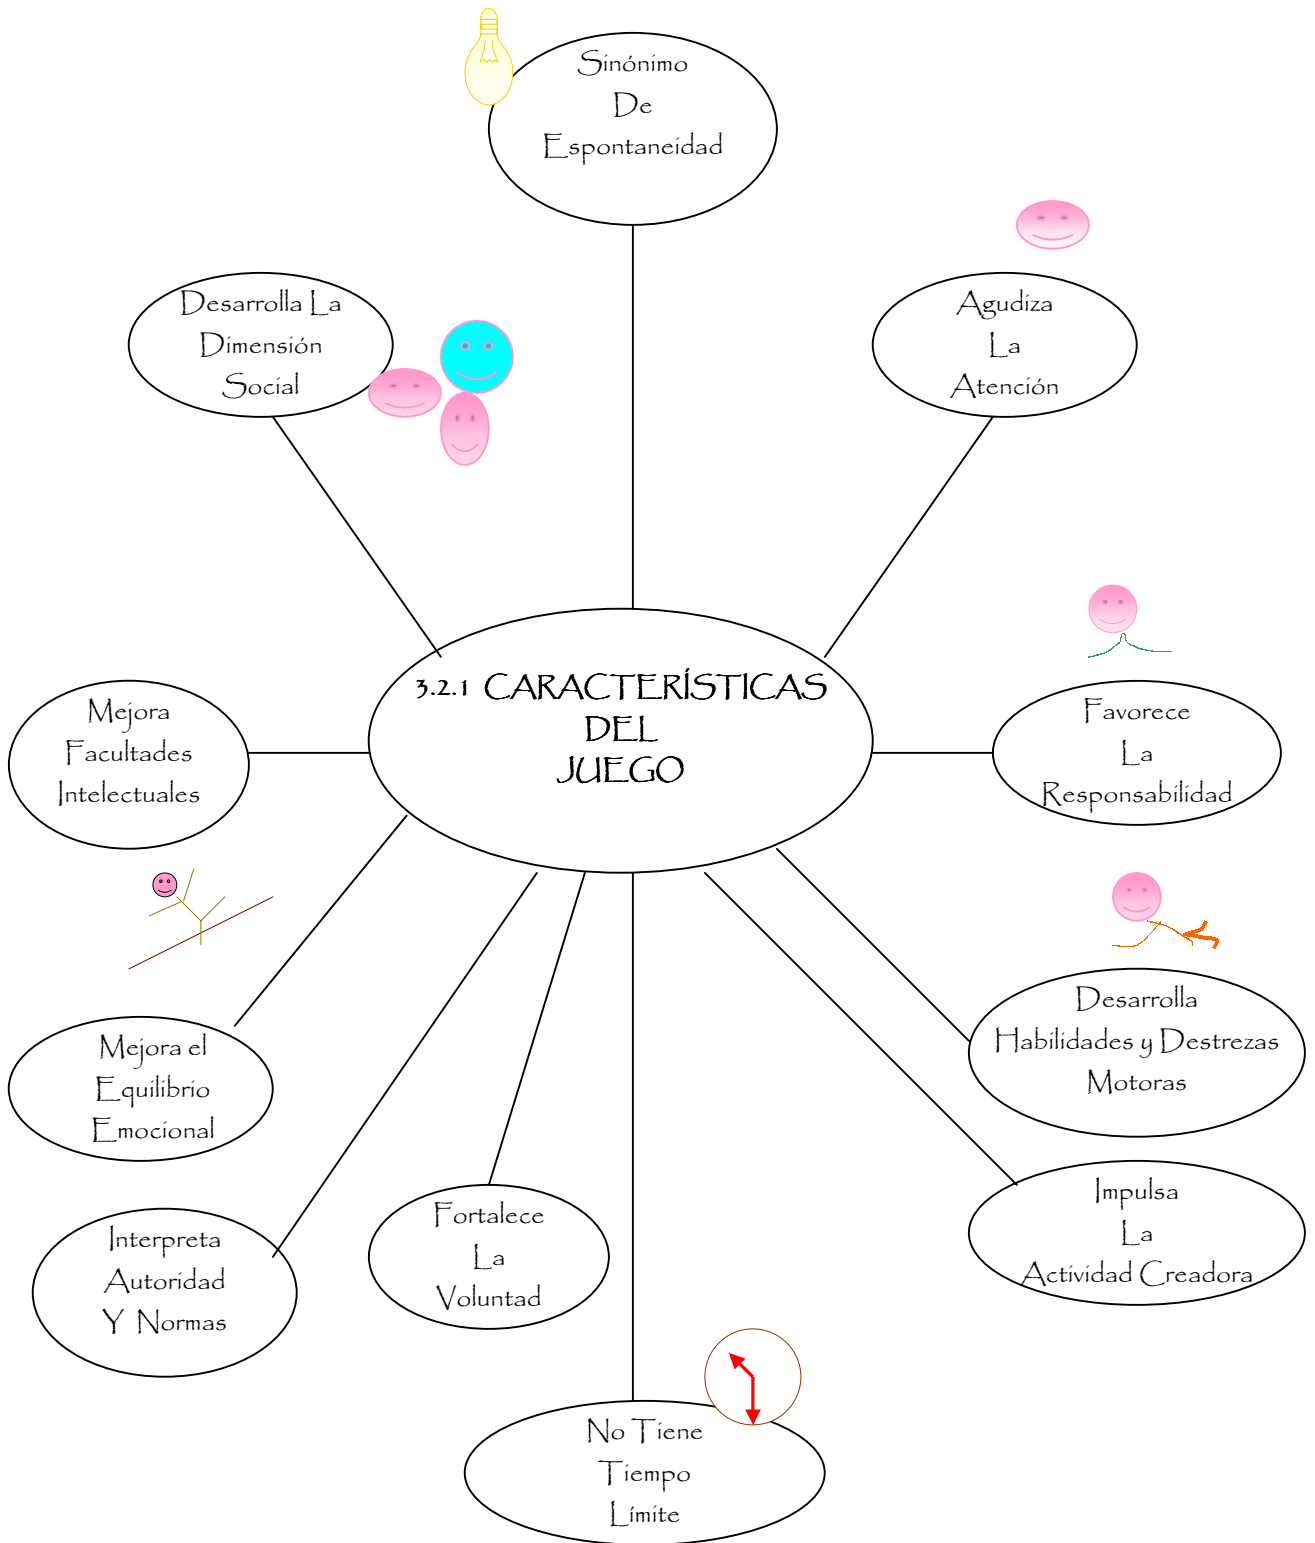 Sinónimo
De
Espontaneidad
Desarrolla La
Dimensión
Social
Agudiza
La
Atención
3.2.1 CARACTERÍSTICAS
DEL
JUEGO
Mejora
Facultades
Intelectuales
Favorece
La
Responsabilidad
Mejora el
Equilibrio
Emocional
Desarrolla
Habilidades y Destrezas
Motoras
Interpreta
Autoridad
Y Normas
Fortalece
La
Voluntad
Impulsa
La
Actividad Creadora
No Tiene
Tiempo
Límite